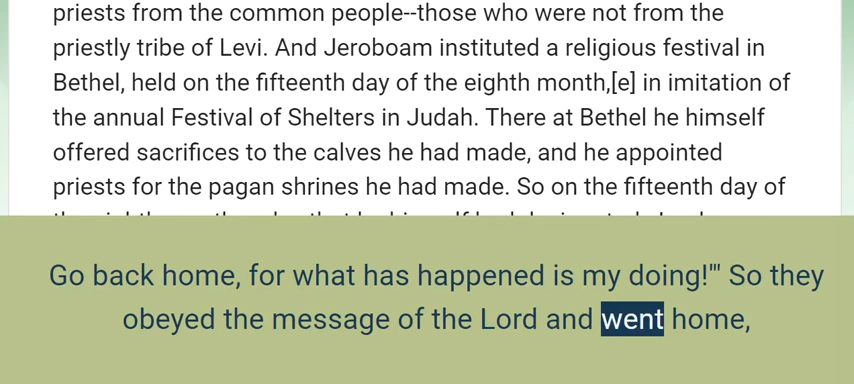 priests from the common people--those who were not from the
priestly tribe of Levi. And Jeroboam instituted a religious festival in
Bethel, held on the fifteenth day of the eighth month,[e] in imitation of
the annual Festival of Shelters in Judah. There at Bethel he himself
offered sacrifices to the calves he had made, and he appointed
priests for the pagan shrines he had made. So on the fifteenth day of
Go back home, for what has happened is my doing!'" So they
obeyed the message of the Lord and went home,